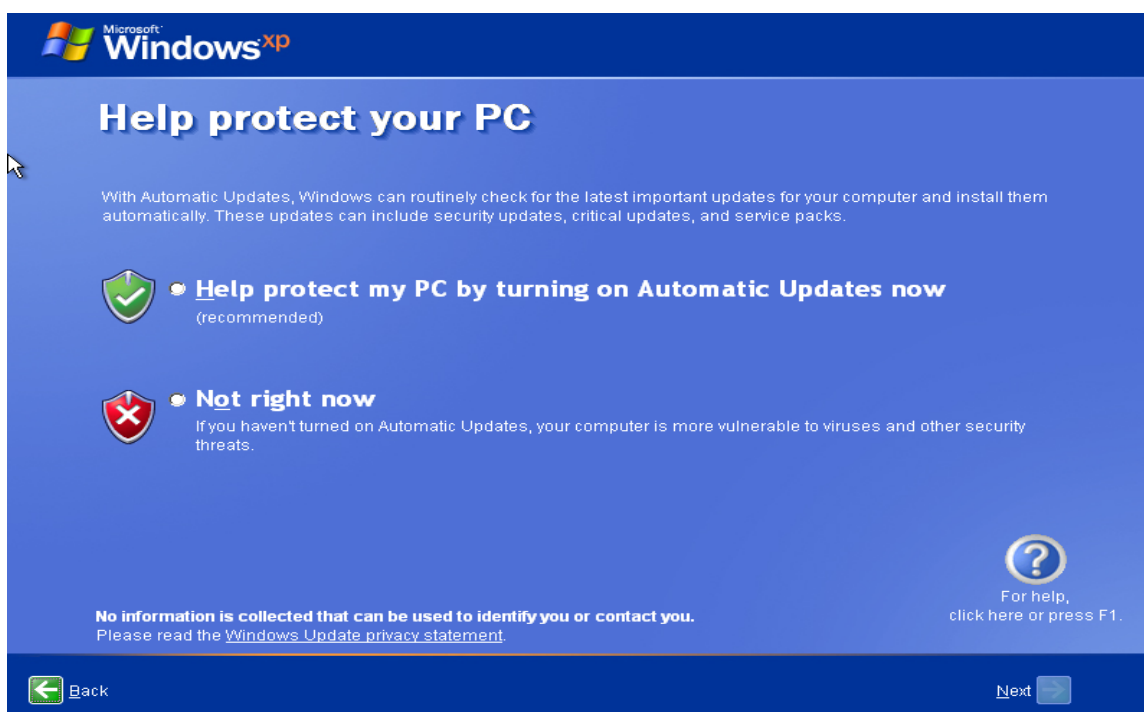 Microsoft
Windows xp
Help protect your PC
With Automatic Updates, Windows can routinely check for the latest important updates for your computer and install them
automatically. These updates can include security updates, critical updates, and service packs.
Help protect my PC by turning on Automatic Updates now
(recommended)
Not right now
If you haven't turned on Automatic Updates, your computer is more vulnerable to viruses and other security
threats.
For help,
click here or press F1.
No information is collected that can be used to identify you or contact you.
Please read the Windows Update privacy statement.
Back
Next